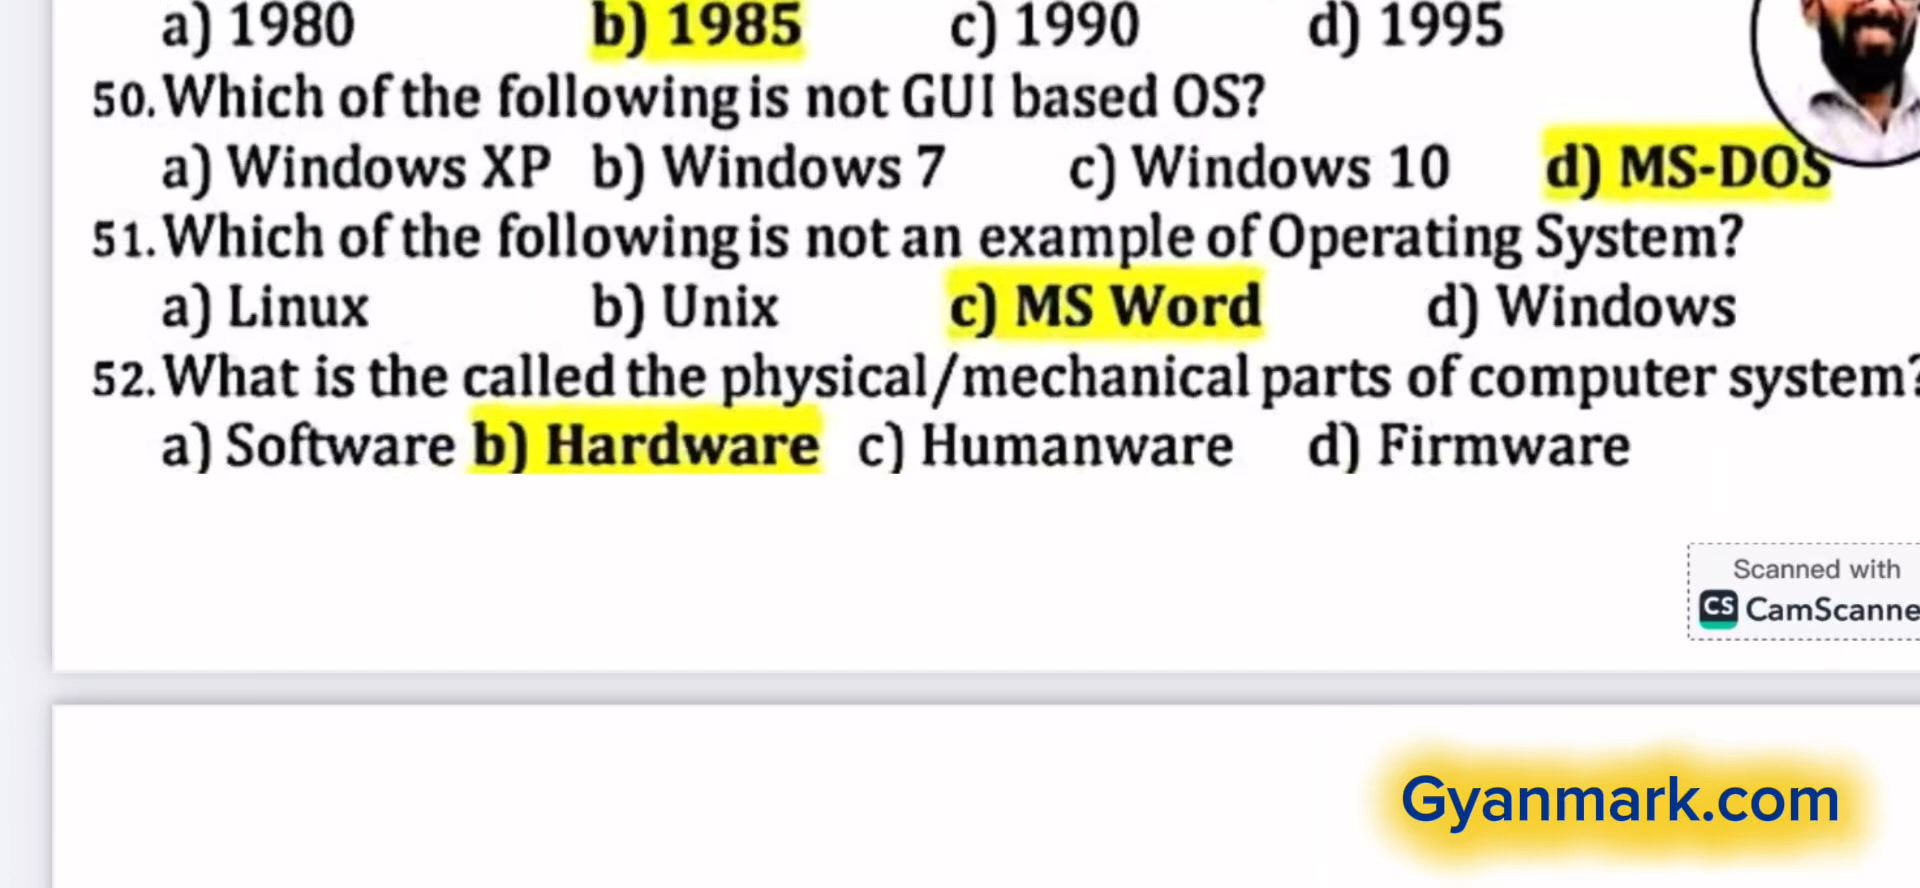 a) 1980 b) 1985 c) 1990 d) 1995
50. Which of the following is not GUI based OS?
a) Windows XP b) Windows 7 c) Windows 10 d) MS-DOS
51. Which of the following is not an example of Operating System?
a) Linux b) Unix c) MS Word d) Windows
52. What is the called the physical/mechanical parts of computer system?
a) Software b) Hardware c) Humanware d) Firmware
Scanned with
CS CamScanne
Gyanmark.com